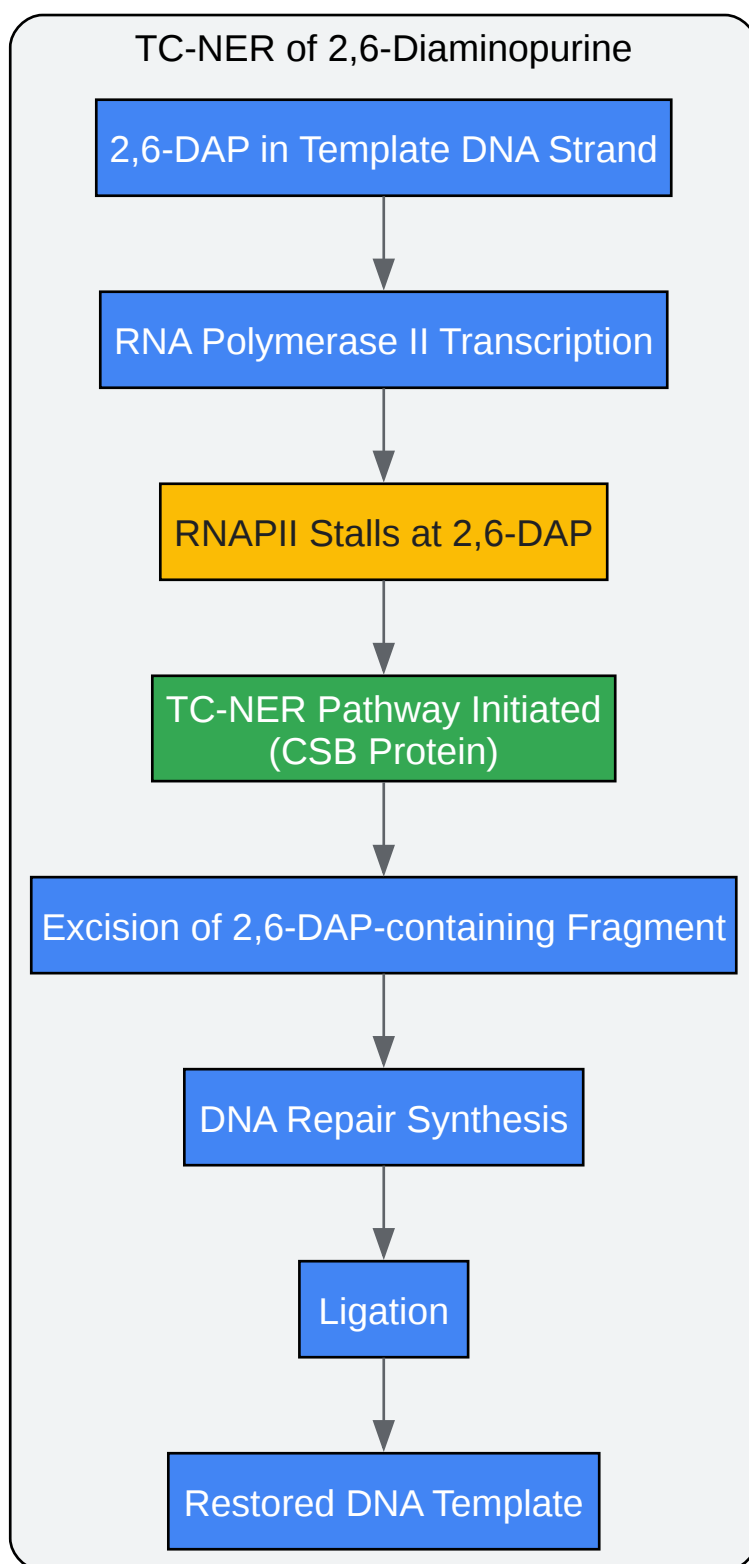 TC-NER of 2,6-Diaminopurine
2,6-DAP in Template DNA Strand
RNA Polymerase II Transcription
RNAPII Stalls at 2,6-DAP
TC-NER Pathway Initiated
(CSB Protein)
Excision of 2,6-DAP-containing Fragment
DNA Repair Synthesis
Ligation
Restored DNA Template